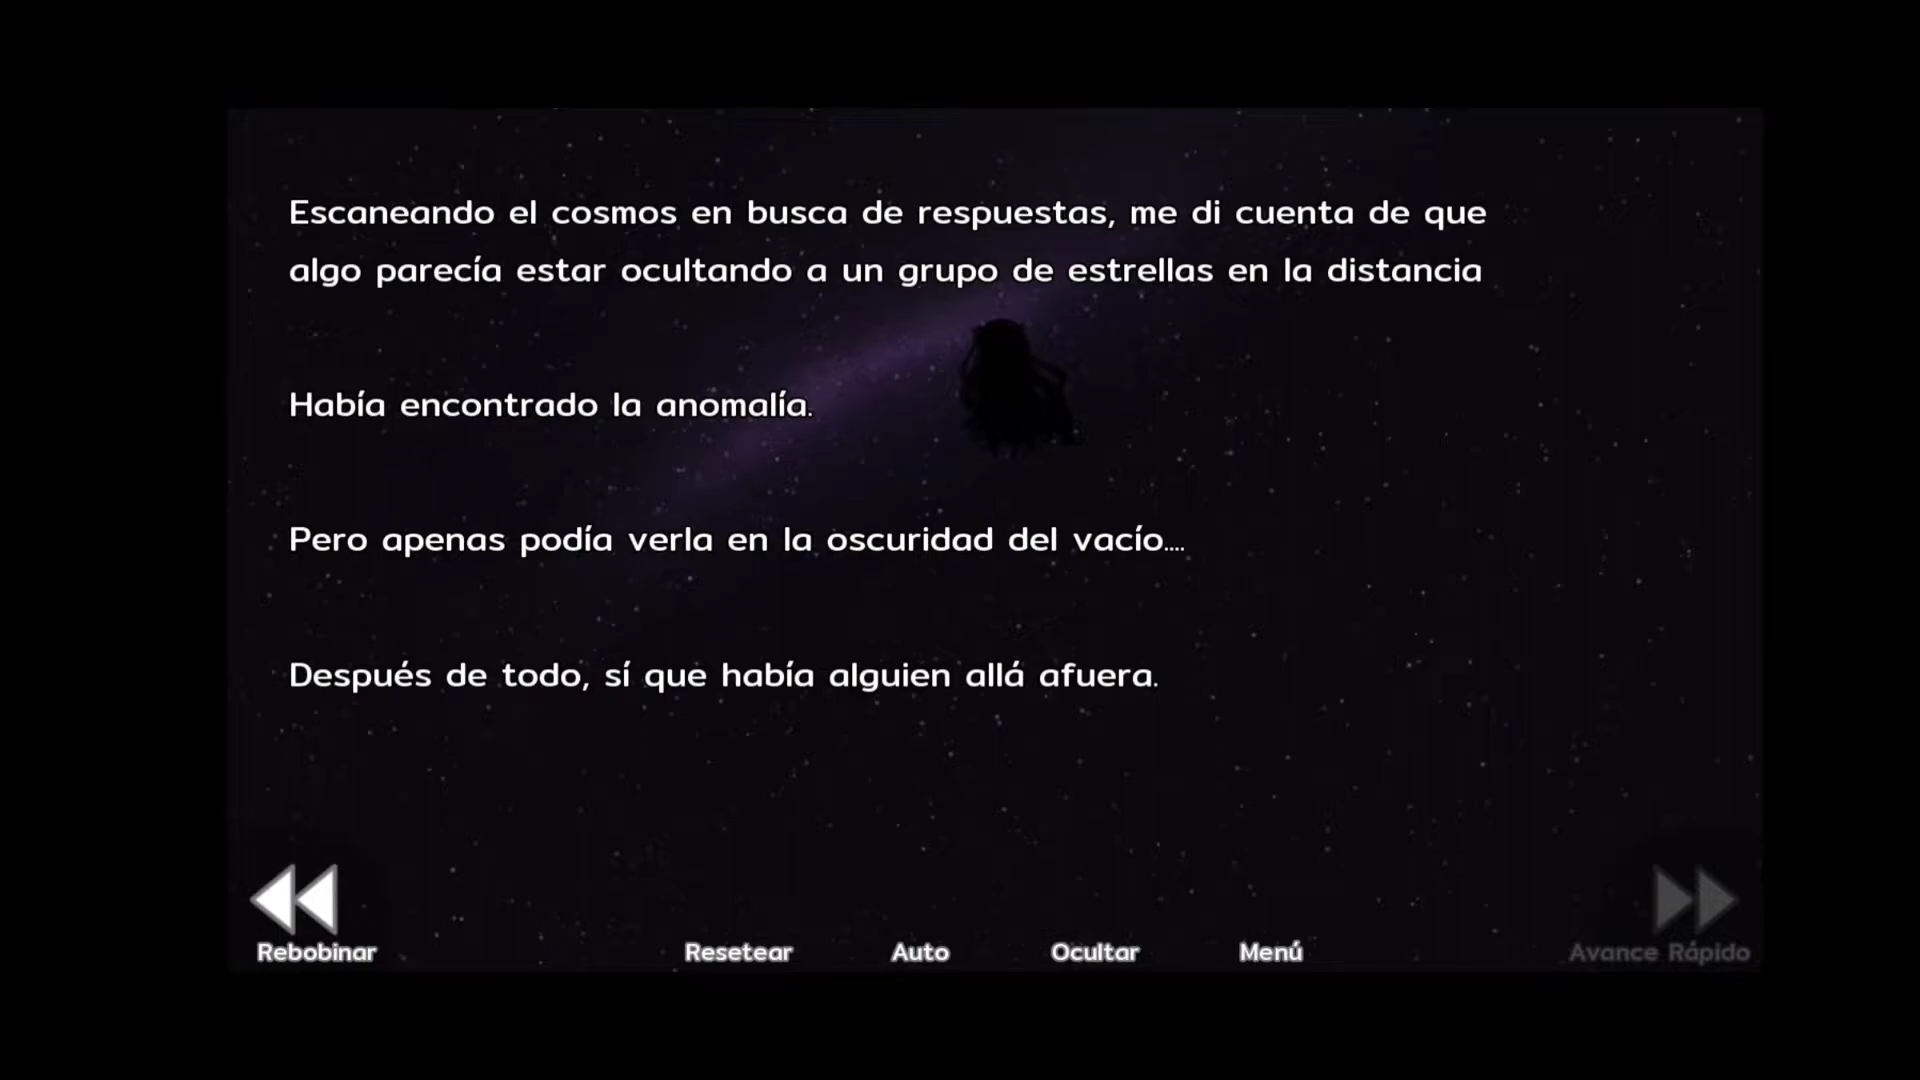 Escaneando el cosmos en busca de respuestas, me di cuenta de que
algo parecía estar ocultando a un grupo de estrellas en la distancia
Había encontrado la anomalía.
Pero apenas podía verla en la oscuridad del vacío....
Después de todo, sí que había alguien allá afuera.
Rebobinar
Resetear
Auto
Ocultar
Menú
Avance Rápido